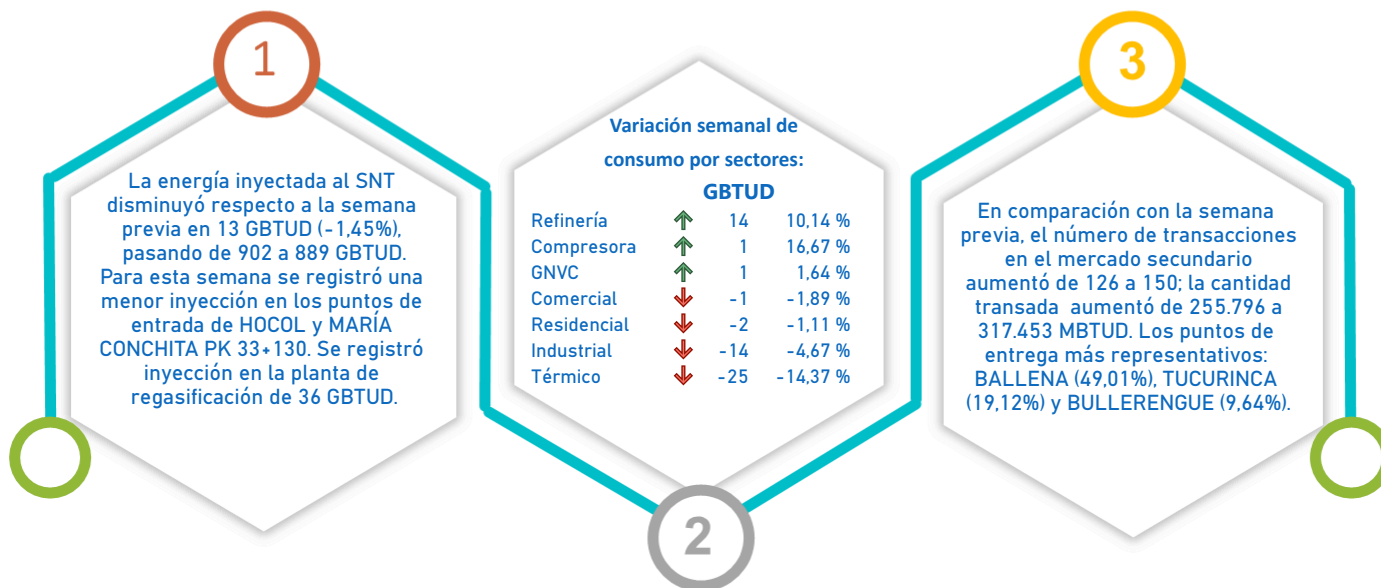 1
La energía inyectada al SNT
disminuyó respecto a la semana
previa en 13 GBTUD (-1,45%),
pasando de 902 a 889 GBTUD.
Para esta semana se registró una
menor inyección en los puntos de
entrada de HOCOL y MARÍA
CONCHITA PK 33+130. Se registró
inyección en la planta de
regasificación de 36 GBTUD.
Variación semanal de
consumo por sectores:
GBTUD
Refinería 14 10,14 %
Compresora 1 16,67 %
GNVC 1 1,64 %
Comercial -1 -1,89 %
Residencial -2 -1,11 %
Industrial -14 -4,67 %
Térmico -25 -14,37 %
2
3
En comparación con la semana
previa, el número de transacciones
en el mercado secundario
aumentó de 126 a 150; la cantidad
transada aumentó de 255.796 a
317.453 MBTUD. Los puntos de
entrega más representativos:
BALLENA (49,01%), TUCURINCA
(19,12%) y BULLERENGUE (9,64%).